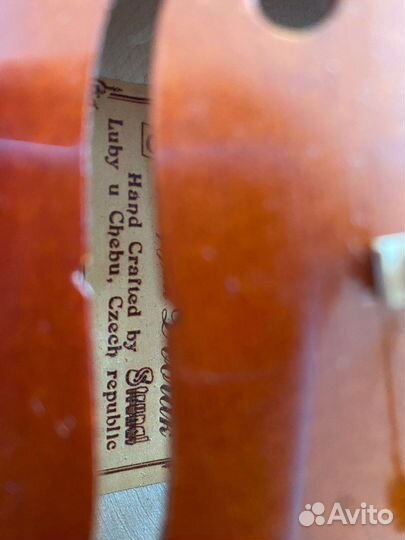 Hand Crafted by Strunal
Luby u Chebu, Czech republic
Avito